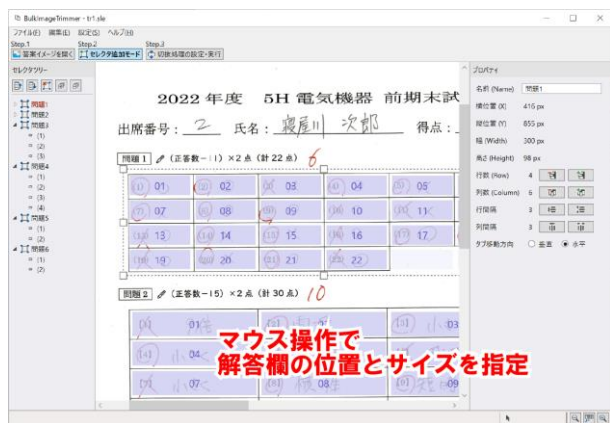 BulkImageTrimmer - tr1.sle
ファイル(F) 編集(E) 設定(S) ヘルプ(H)
Step.1 Step.2 Step.3
答案イメージを開く セレクタ追加モード 切抜処理の設定・実行
セレクタツリー
問題1
問題2
問題3
(1)
(2)
(3)
問題4
(1)
(2)
(3)
(4)
問題5
(1)
(2)
問題6
(1)
(2)
2022 年度 5H 電気機器 前期末試
出席番号: 2 氏名: 寝屋川 次郎 得点:
問題 1 (正答数-11) ×2 点 (計 22 点) 6
01 02 03 04 05
07 08 09 10 11
13 14 15 16 17
19 20 21 22
問題 2 (正答数-15) ×2 点 (計 30 点) 10
01 03
04
07 08 09
マウス操作で
解答欄の位置とサイズを指定
プロパティ
名前 (Name) 問題1
横位置 (X) 416 px
縦位置 (Y) 855 px
幅 (Width) 300 px
高さ (Height) 98 px
行数 (Row) 4
列数 (Column) 6
行間隔 3
列間隔 3
タブ移動方向 垂直 水平